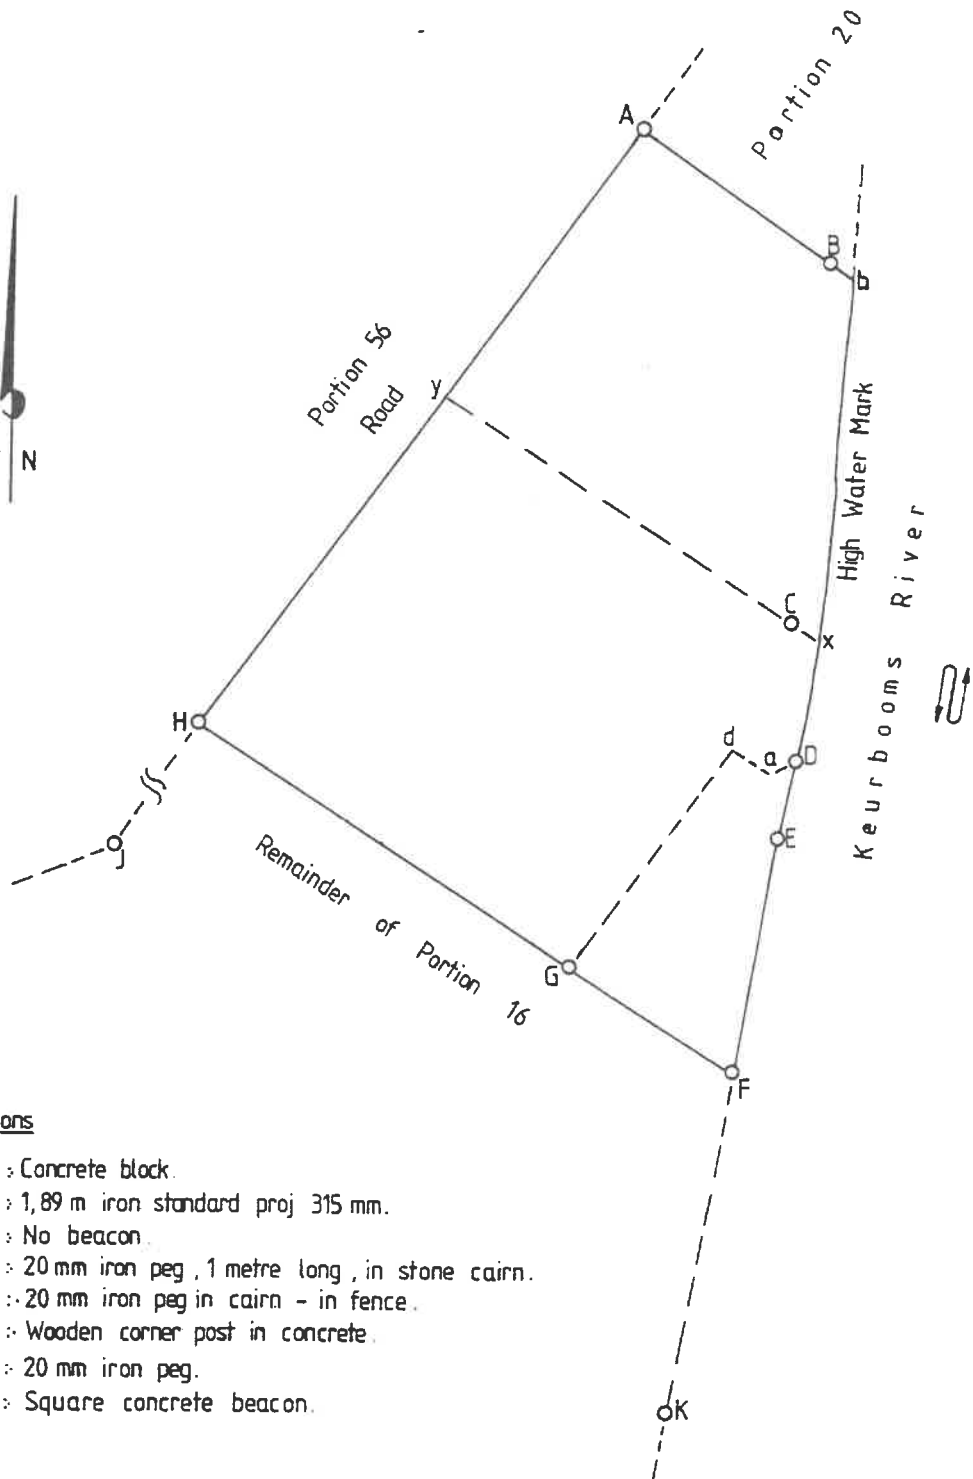 Portion 20
A
B
b
Portion 56
Road
y
N
High Water Mark
Keurbooms River
C
x
H
d
a
D
E
J
Remainder of Portion 16
G
F
ons
: Concrete block.
: 1,89 m iron standard proj 315 mm.
: No beacon.
: 20 mm iron peg , 1 metre long , in stone cairn.
: 20 mm iron peg in cairn - in fence.
: Wooden corner post in concrete.
: 20 mm iron peg.
: Square concrete beacon.
K